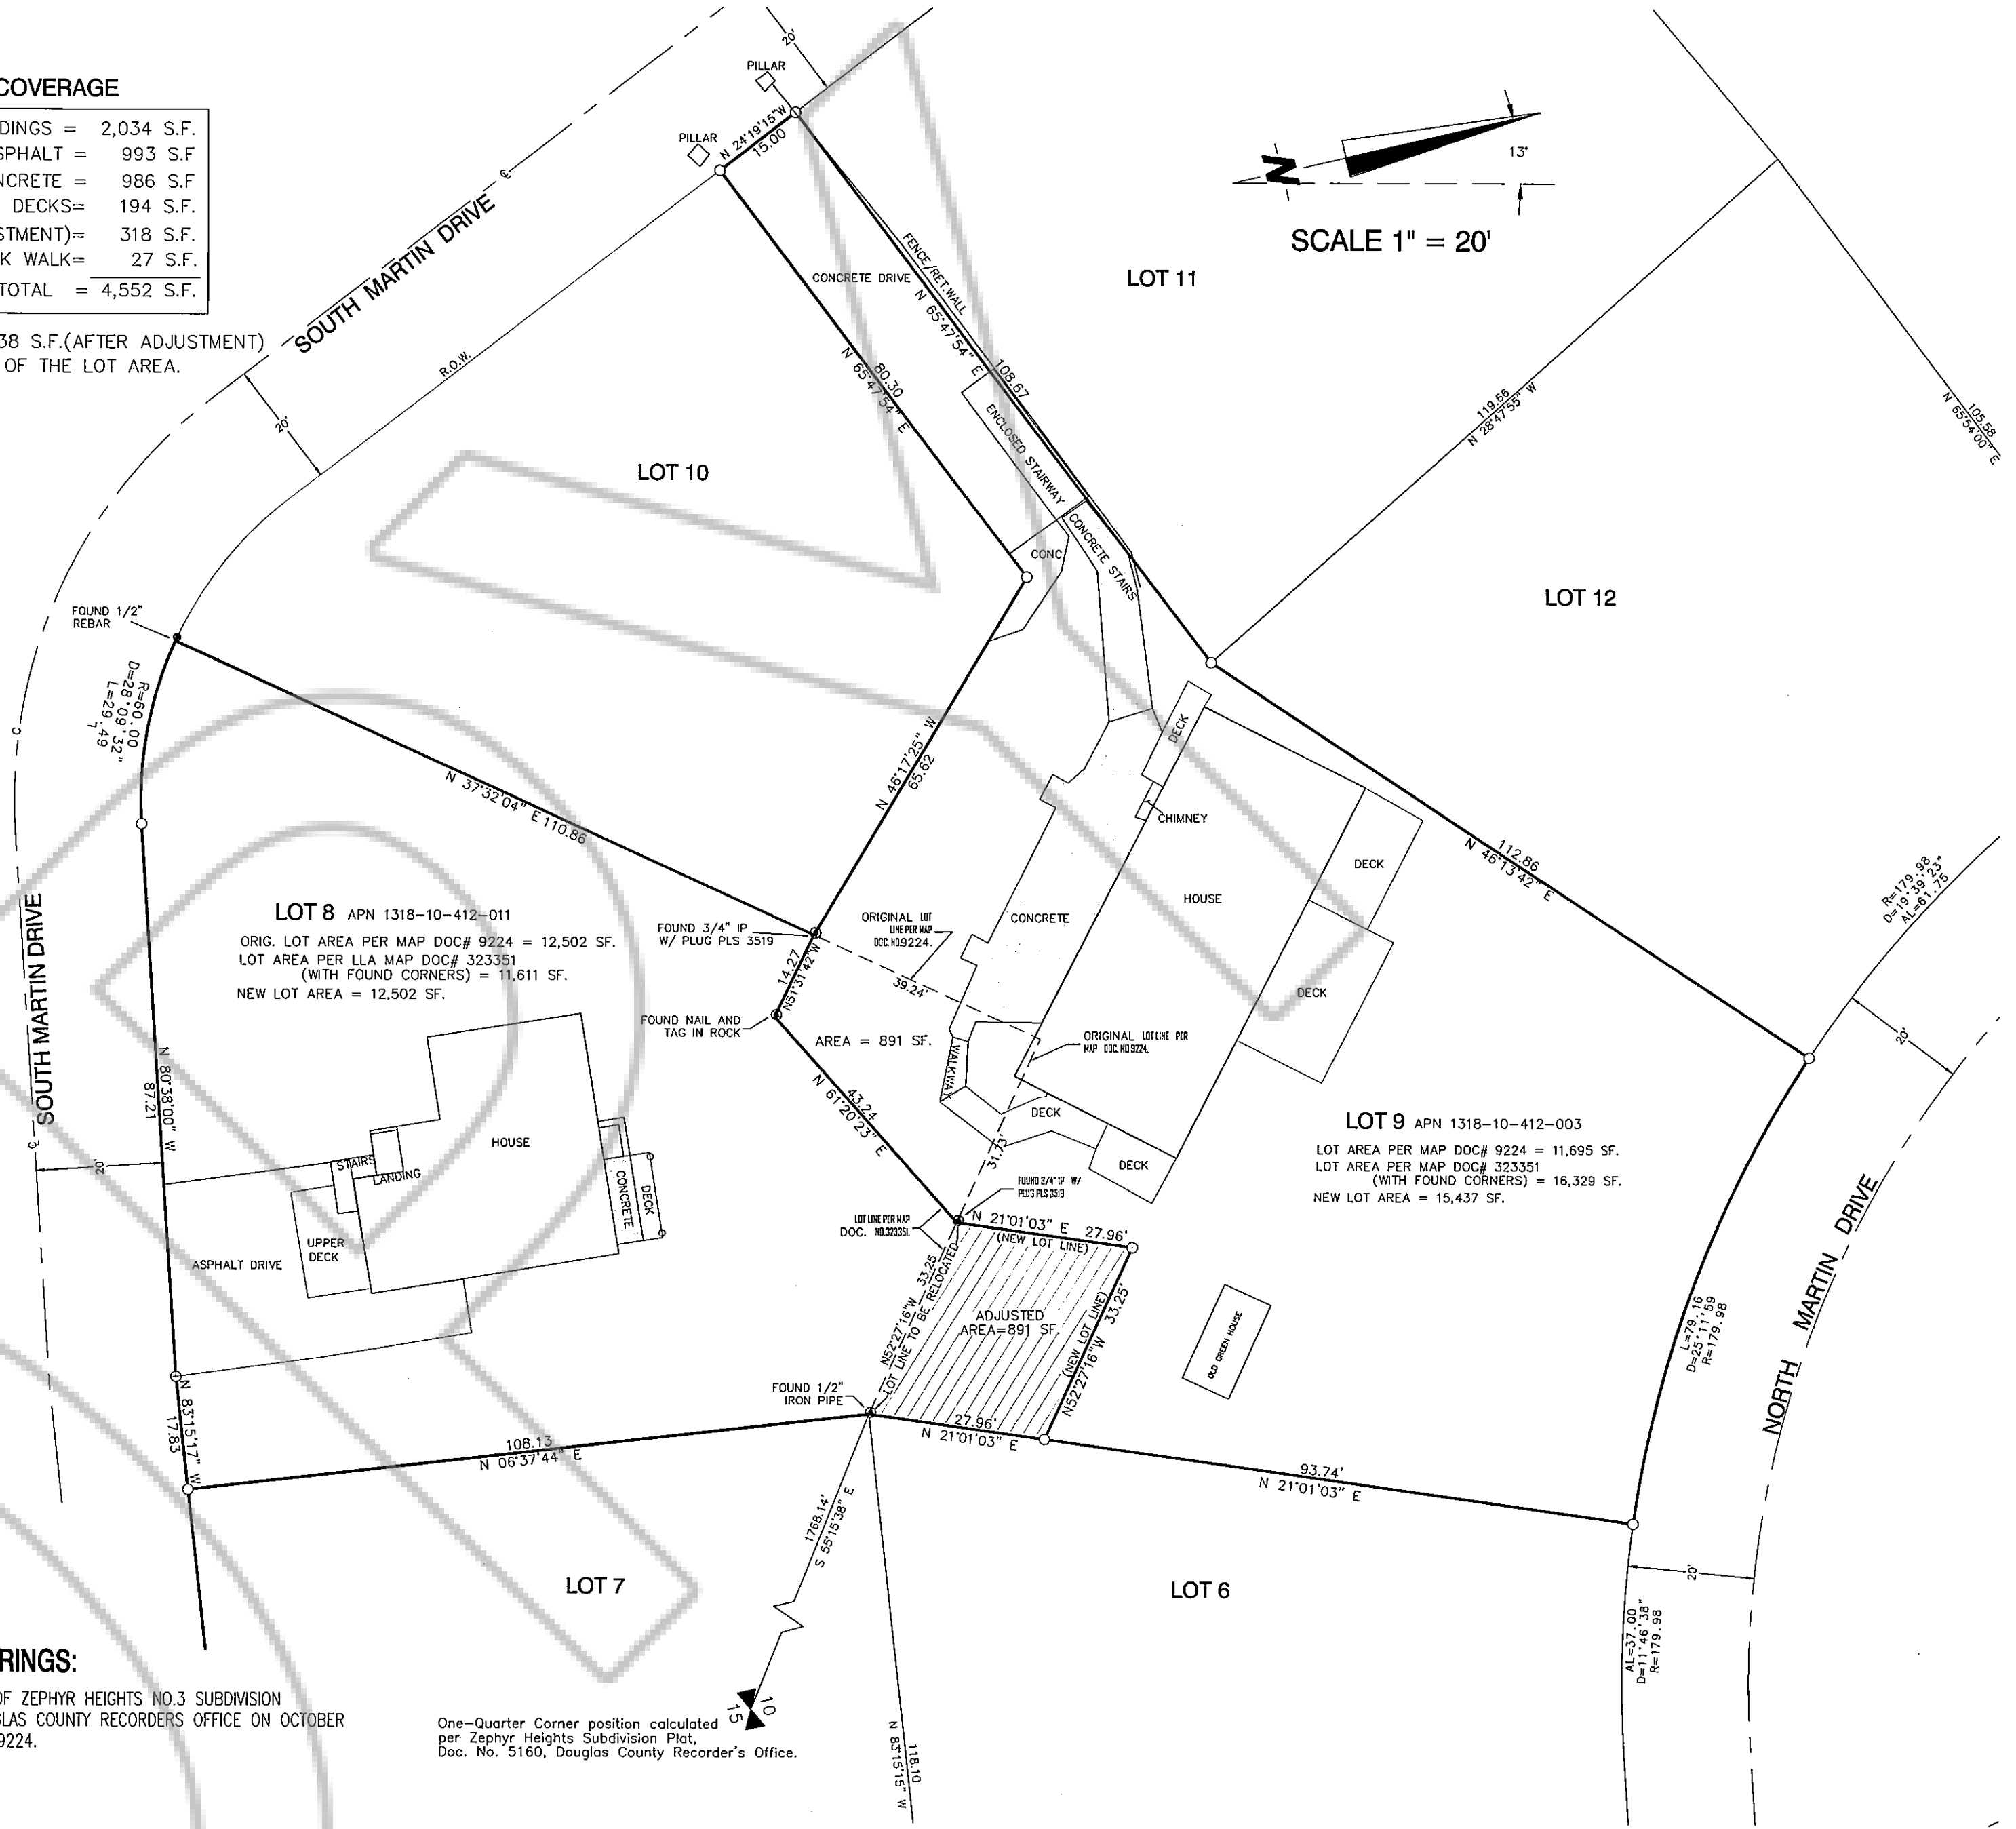 COVERAGE
DINGS = 2,034 S.F.
SPHALT = 993 S.F
NCRETE = 986 S.F
DECKS= 194 S.F.
STMENT)= 318 S.F.
K WALK= 27 S.F.
TOTAL = 4,552 S.F.
38 S.F.(AFTER ADJUSTMENT)
OF THE LOT AREA.
SOUTH MARTIN DRIVE
R.O.W.
20'
20'
PILLAR
PILLAR
N 24°19'15"W
15.00
CONCRETE DRIVE
FENCE/RET.WALL
N 65°47'54" E
108.67
80.30
N 65°47'54" E
ENCLOSED STAIRWAY
CONCRETE STAIRS
CONC
N
13°
SCALE 1" = 20'
LOT 11
LOT 10
LOT 12
119.66
N 28°47'55" W
105.58
N 65°54'00" E
FOUND 1/2"
REBAR
R=60.00
D=28°09'32"
L=29.49
N 37°32'04" E 110.86
N 46°17'25" W
65.62
DECK
CHIMNEY
HOUSE
DECK
DECK
CONCRETE
112.86
N 46°13'42" E
R=179.98
D=19°39'23"
AL=61.75
20'
LOT 8 APN 1318-10-412-011
ORIG. LOT AREA PER MAP DOC# 9224 = 12,502 SF.
LOT AREA PER LLA MAP DOC# 323351
(WITH FOUND CORNERS) = 11,611 SF.
NEW LOT AREA = 12,502 SF.
FOUND 3/4" IP
W/ PLUG PLS 3519
ORIGINAL LOT
LINE PER MAP
DOC. NO.9224.
14.27
N51°31'42"W
39.24'
FOUND NAIL AND
TAG IN ROCK
AREA = 891 SF.
ORIGINAL LOT LINE PER
MAP DOC. NO.9224.
WALKWAY
DECK
DECK
43.24
N 61°20'23" E
31.73'
SOUTH MARTIN DRIVE
N 80°38'00" W
87.21
20'
HOUSE
STAIRS
LANDING
UPPER
DECK
ASPHALT DRIVE
CONCRETE
DECK
LOT 9 APN 1318-10-412-003
LOT AREA PER MAP DOC# 9224 = 11,695 SF.
LOT AREA PER MAP DOC# 323351
(WITH FOUND CORNERS) = 16,329 SF.
NEW LOT AREA = 15,437 SF.
FOUND 3/4" IP W/
PLUG PLS 3519
LOT LINE PER MAP
DOC. NO.323351.
N 21°01'03" E 27.96'
(NEW LOT LINE)
N52°27'16"W 33.25
LOT LINE TO BE RELOCATED
ADJUSTED
AREA=891 SF.
(NEW LOT LINE)
N52°27'16"W 33.25'
OLD GREEN HOUSE
L=79.16
D=25°11'59
R=179.98
NORTH MARTIN DRIVE
FOUND 1/2"
IRON PIPE
27.96'
N 21°01'03" E
N 83°15'17" W
17.83
108.13
N 06°37'44" E
93.74'
N 21°01'03" E
1768.14'
S 55°15'38" E
LOT 7
LOT 6
20'
AL=37.00
D=11°46'38"
R=179.98
RINGS:
OF ZEPHYR HEIGHTS NO.3 SUBDIVISION
GLAS COUNTY RECORDERS OFFICE ON OCTOBER
9224.
10
15
One-Quarter Corner position calculated
per Zephyr Heights Subdivision Plat,
Doc. No. 5160, Douglas County Recorder's Office.
118.10
N 83°15'15" W